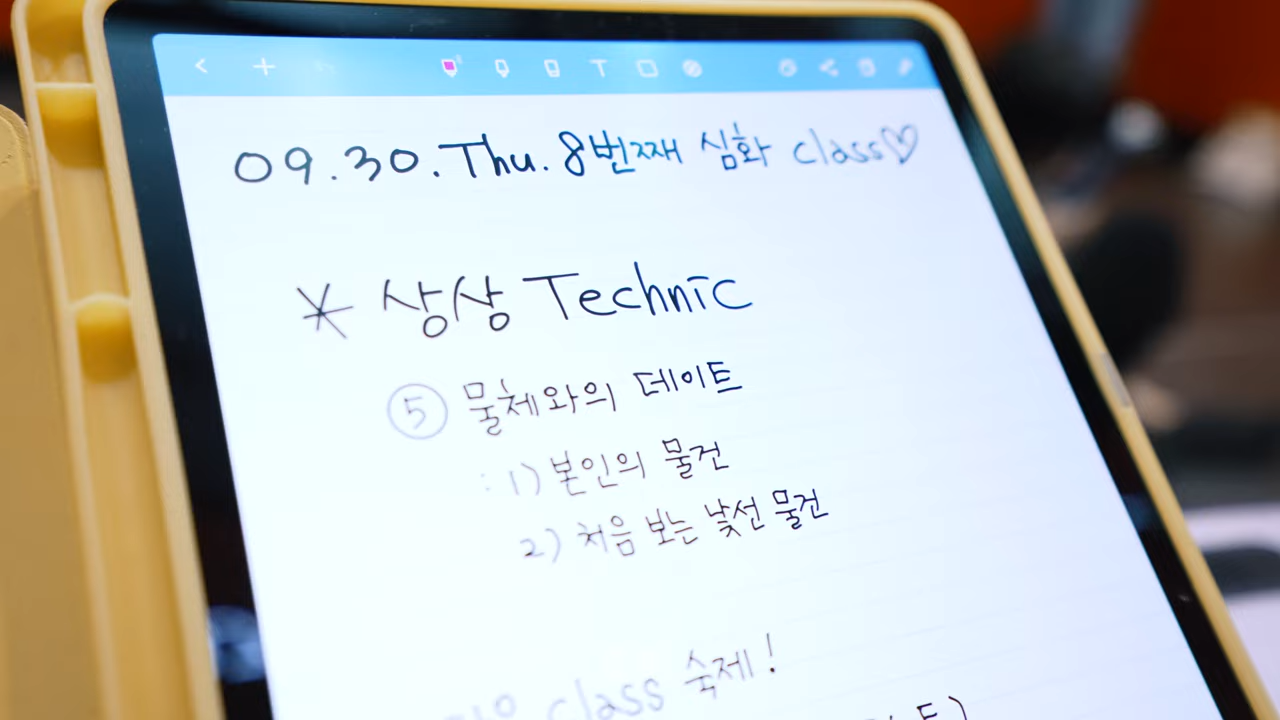 09.30.Thu. 8번째 심화 class♡
* 상상 Technic
⑤ 물체와의 데이트
: 1) 본인의 물건
2) 처음 보는 낯선 물건
class 숙제!